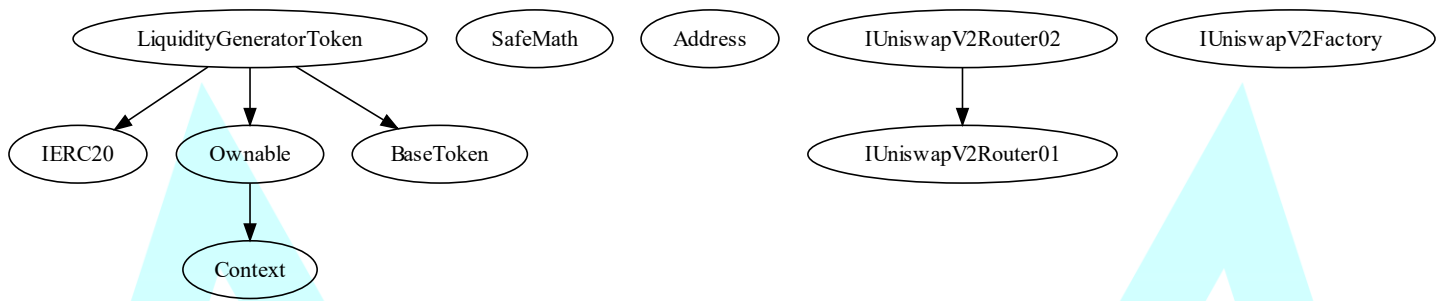 LiquidityGeneratorToken
SafeMath
Address
IUniswapV2Router02
IUniswapV2Factory
IERC20
Ownable
BaseToken
IUniswapV2Router01
Context